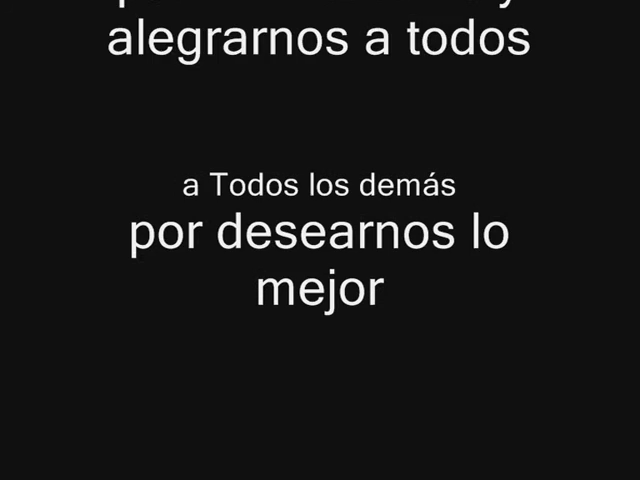 alegrarnos a todos
a Todos los demás
por desearnos lo
mejor